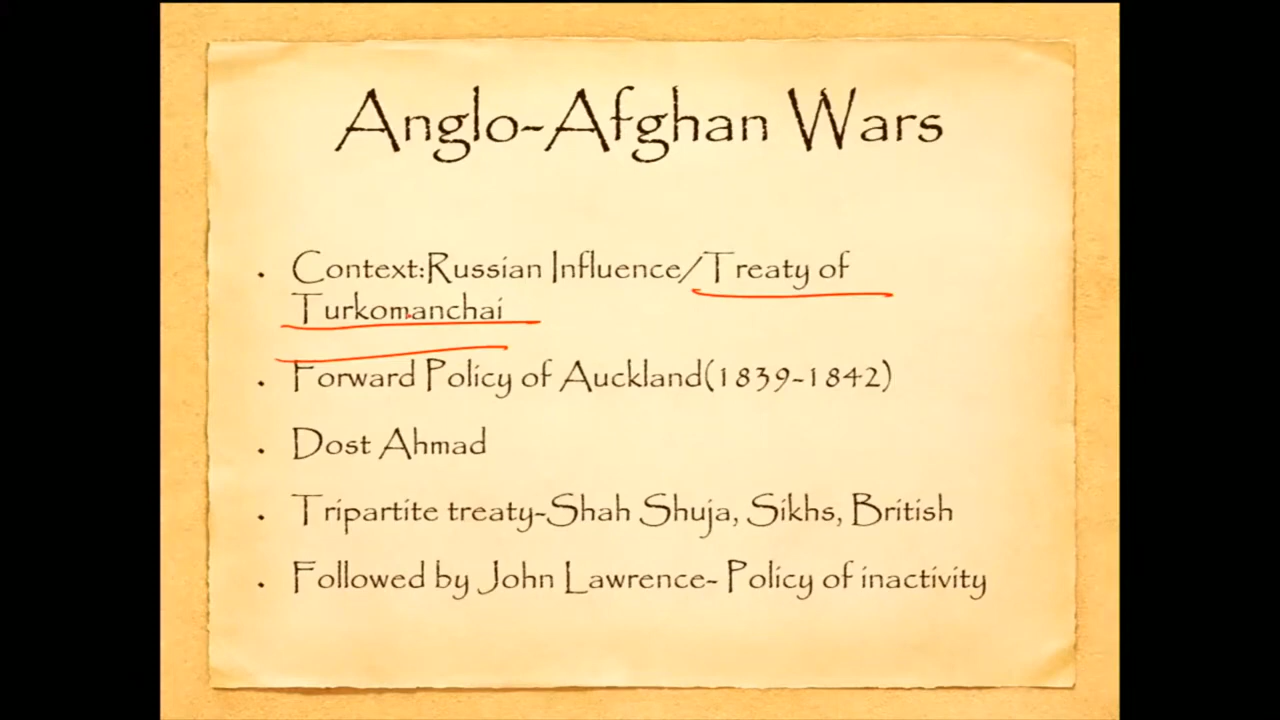 Anglo-Afghan Wars
. Context:Russian Influence/Treaty of
Turkomanchai
. Forward Policy of Auckland(1839-1842)
. Dost Ahmad
. Tripartite treaty-Shah Shuja, Sikhs, British
. Followed by John Lawrence- Policy of inactivity